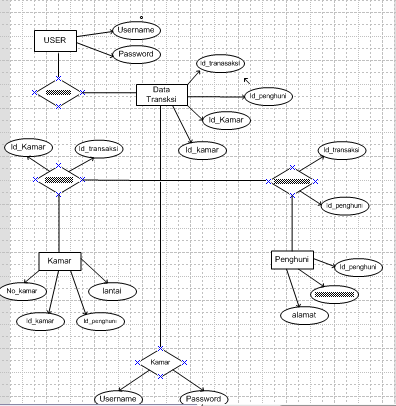 Username
USER
Password
Id_tranasaksi
Data
Transksi
Id_penghuni
Id_Kamar
Id_kamar
Id_Kamar
Id_transaksi
Id_transaksi
Id_penghuni
Kamar
Penghuni
Id_penghuni
No_kamar
lantai
Id_kamar
Id_penghuni
alamat
Kamar
Username
Password